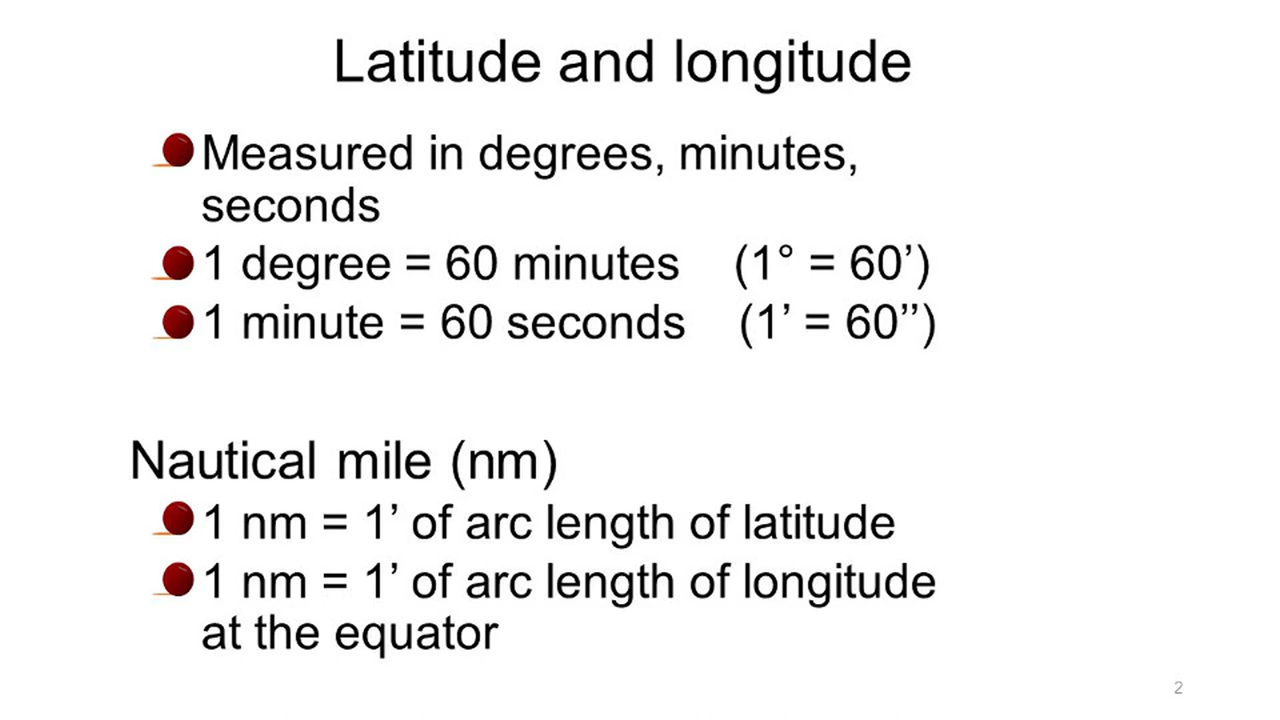 Latitude and longitude
Measured in degrees, minutes,
seconds
1 degree = 60 minutes (1° = 60’)
1 minute = 60 seconds (1’ = 60’’)
Nautical mile (nm)
1 nm = 1’ of arc length of latitude
1 nm = 1’ of arc length of longitude
at the equator
2